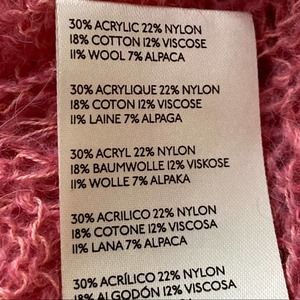 30% ACRYLIC 22% NYLON
18% COTTON 12% VISCOSE
11% WOOL 7% ALPACA
30% ACRYLIQUE 22% NYLON
18% COTON 12% VISCOSE
11% LAINE 7% ALPAGA
30% ACRYL 22% NYLON
18% BAUMWOLLE 12% VISKOSE
11% WOLLE 7% ALPAKA
30% ACRILICO 22% NYLON
18% COTONE 12% VISCOSA
11% LANA 7% ALPACA
30% ACRÍLICO 22% NYLON
18% ALGODÓN 12% VISCOSA